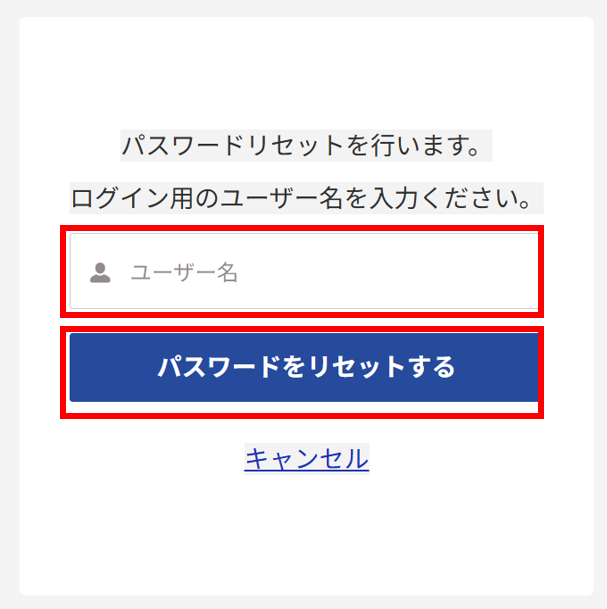 パスワードリセットを行います。
ログイン用のユーザー名を入力ください。
ユーザー名
パスワードをリセットする
キャンセル